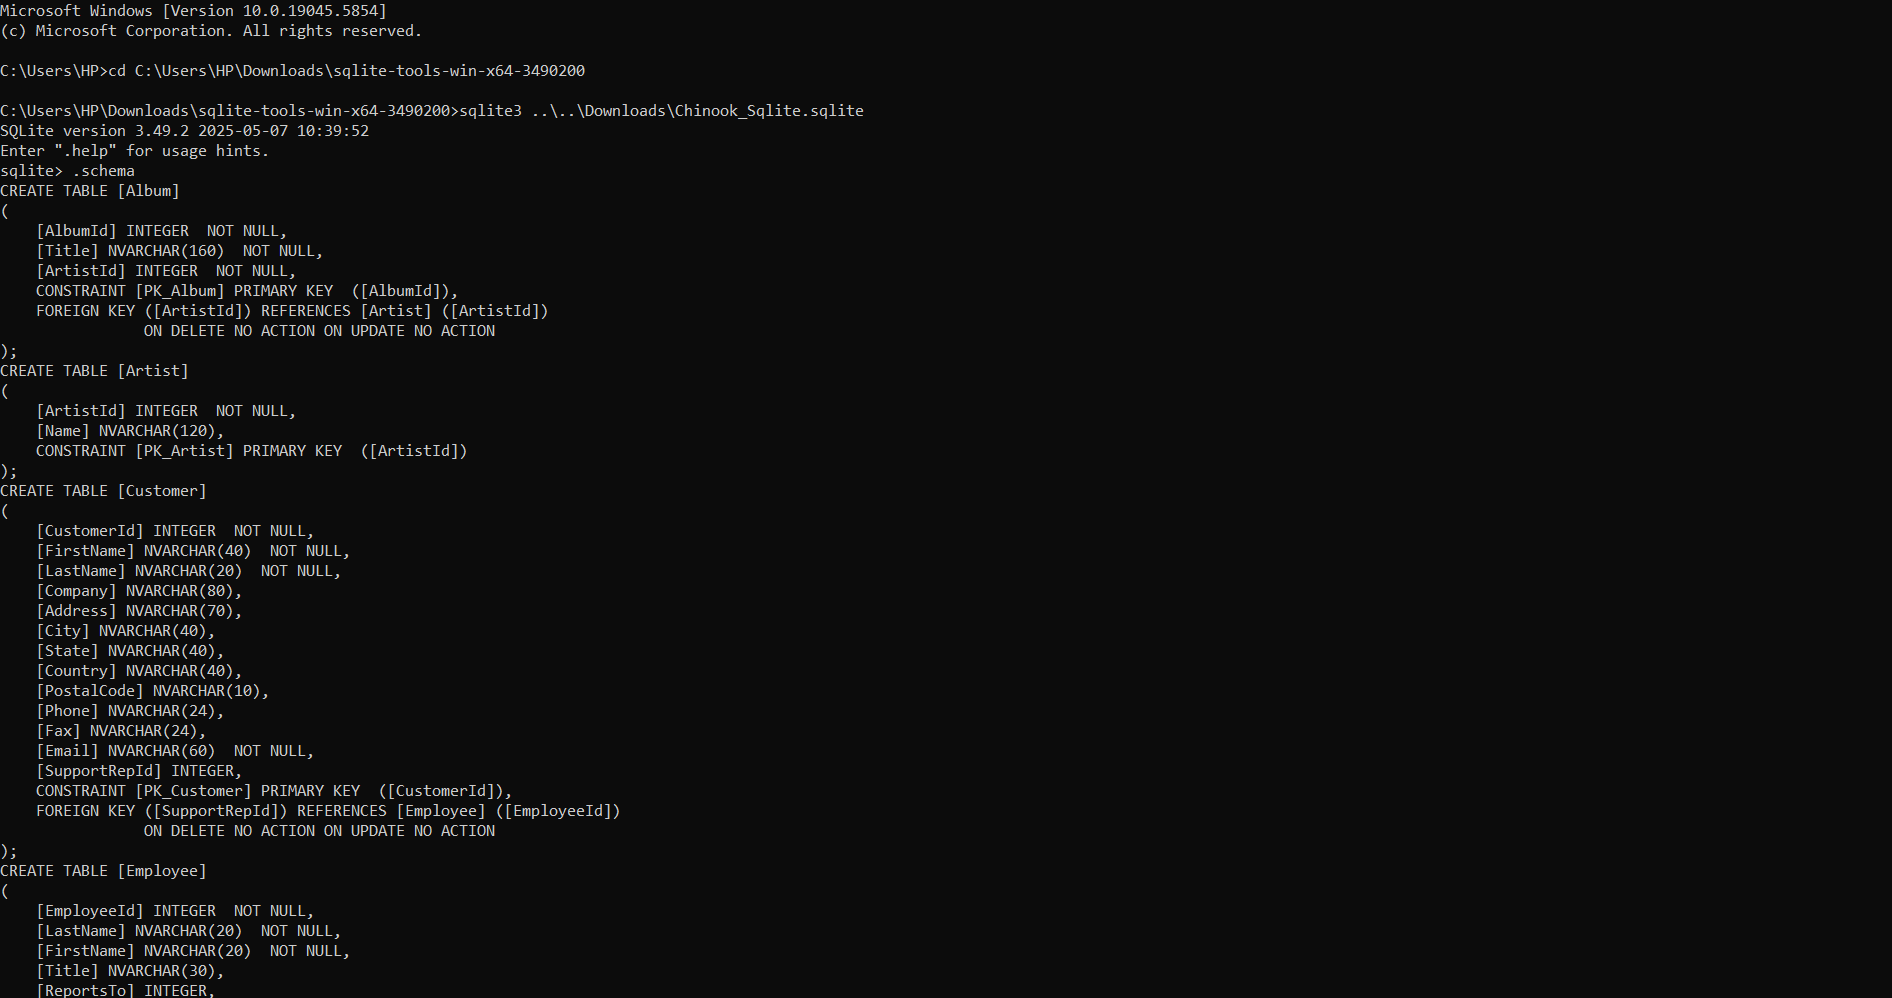 Microsoft Windows [Version 10.0.19045.5854]
(c) Microsoft Corporation. All rights reserved.

C:\Users\HP>cd C:\Users\HP\Downloads\sqlite-tools-win-x64-3490200

C:\Users\HP\Downloads\sqlite-tools-win-x64-3490200>sqlite3 ..\..\Downloads\Chinook_Sqlite.sqlite
SQLite version 3.49.2 2025-05-07 10:39:52
Enter ".help" for usage hints.
sqlite> .schema
CREATE TABLE [Album]
(
    [AlbumId] INTEGER  NOT NULL,
    [Title] NVARCHAR(160)  NOT NULL,
    [ArtistId] INTEGER  NOT NULL,
    CONSTRAINT [PK_Album] PRIMARY KEY  ([AlbumId]),
    FOREIGN KEY ([ArtistId]) REFERENCES [Artist] ([ArtistId])
                ON DELETE NO ACTION ON UPDATE NO ACTION
);
CREATE TABLE [Artist]
(
    [ArtistId] INTEGER  NOT NULL,
    [Name] NVARCHAR(120),
    CONSTRAINT [PK_Artist] PRIMARY KEY  ([ArtistId])
);
CREATE TABLE [Customer]
(
    [CustomerId] INTEGER  NOT NULL,
    [FirstName] NVARCHAR(40)  NOT NULL,
    [LastName] NVARCHAR(20)  NOT NULL,
    [Company] NVARCHAR(80),
    [Address] NVARCHAR(70),
    [City] NVARCHAR(40),
    [State] NVARCHAR(40),
    [Country] NVARCHAR(40),
    [PostalCode] NVARCHAR(10),
    [Phone] NVARCHAR(24),
    [Fax] NVARCHAR(24),
    [Email] NVARCHAR(60)  NOT NULL,
    [SupportRepId] INTEGER,
    CONSTRAINT [PK_Customer] PRIMARY KEY  ([CustomerId]),
    FOREIGN KEY ([SupportRepId]) REFERENCES [Employee] ([EmployeeId])
                ON DELETE NO ACTION ON UPDATE NO ACTION
);
CREATE TABLE [Employee]
(
    [EmployeeId] INTEGER  NOT NULL,
    [LastName] NVARCHAR(20)  NOT NULL,
    [FirstName] NVARCHAR(20)  NOT NULL,
    [Title] NVARCHAR(30),
    [ReportsTo] INTEGER,